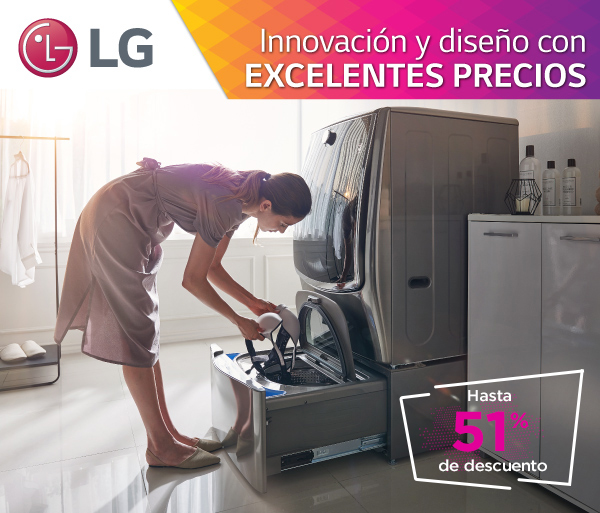 LG
Innovación y diseño con
EXCELENTES PRECIOS
Hasta
51%
de descuento